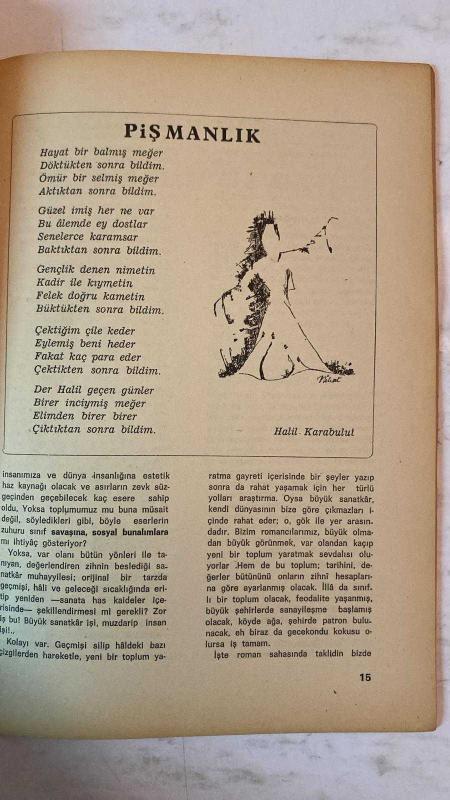 PiŞMANLIK
Hayat bir balmış meğer
Döktükten sonra bildim.
Ömür bir selmiş meğer
Aktıktan sonra bildim.
Güzel imiş her ne var
Bu âlemde ey dostlar
Senelerce karamsar
Baktıktan sonra bildim.
Gençlik denen nimetin
Kadir ile kıymetin
Felek doğru kametin
Büktükten sonra bildim.
Çektiğim çile keder
Eylemiş beni heder
Fakat kaç para eder
Çektikten sonra bildim.
Der Halil geçen günler
Birer inciymiş meğer
Elimden birer birer
Çıktıktan sonra bildim.
Halil Karabulut
insanımıza ve dünya insanlığına estetik
haz kaynağı olacak ve asırların zevk süz-
geçinden geçebilecek kaç esere sahip
oldu, Yoksa toplumumuz mu buna müsait
değil, söyledikleri gibi, böyle eserlerin
zuhuru sınıf savaşına, sosyal bunalımlara
mı ihtiyâç gösteriyor?
Yoksa, var olanı bütün yönleri ile ta-
nıyan, değerlendiren zihnin beslediği sa-
natkâr muhayyilesi; orijinal bir tarzda
geçmişi, hâli ve geleceği sıcaklığında eri-
tip yeniden —sanata has kaideler içe-
risinde— şekillendirmesi mi gerekli? Zor
iş bu! Büyük sanatkâr işi, muzdarip insan
işi!..
Kolayı var. Geçmişi silip hâldeki bazı
çizgilerden hareketle, yeni bir toplum ya-
ratma gayreti içerisinde bir şeyler yazıp
sonra da rahat yaşamak için her türlü
yolları araştırma. Oysa büyük sanatkâr,
kendi dünyasının bize göre çıkmazları i-
çinde rahat eder; o, gök ile yer arasın-
dadır. Bizim romancılarımız, büyük olma-
dan büyük görünmek, var olandan kaçıp
yeni bir toplum yaratmak sevdalısı olu-
yorlar .Hem de bu toplum; tarihini, de-
ğerler bütününü onların zihnî hesapları-
na göre ayarlanmış olacak. İllâ da sınıf-
lı bir toplum olacak, feodalite yaşanmış,
büyük şehirlerde sanayileşme başlamış
olacak, köyde ağa, şehirde patron bulu-
nacak, eh biraz da gecekondu kokusu o-
lursa iş tamam.
İşte roman sahasında taklidin bizde
15